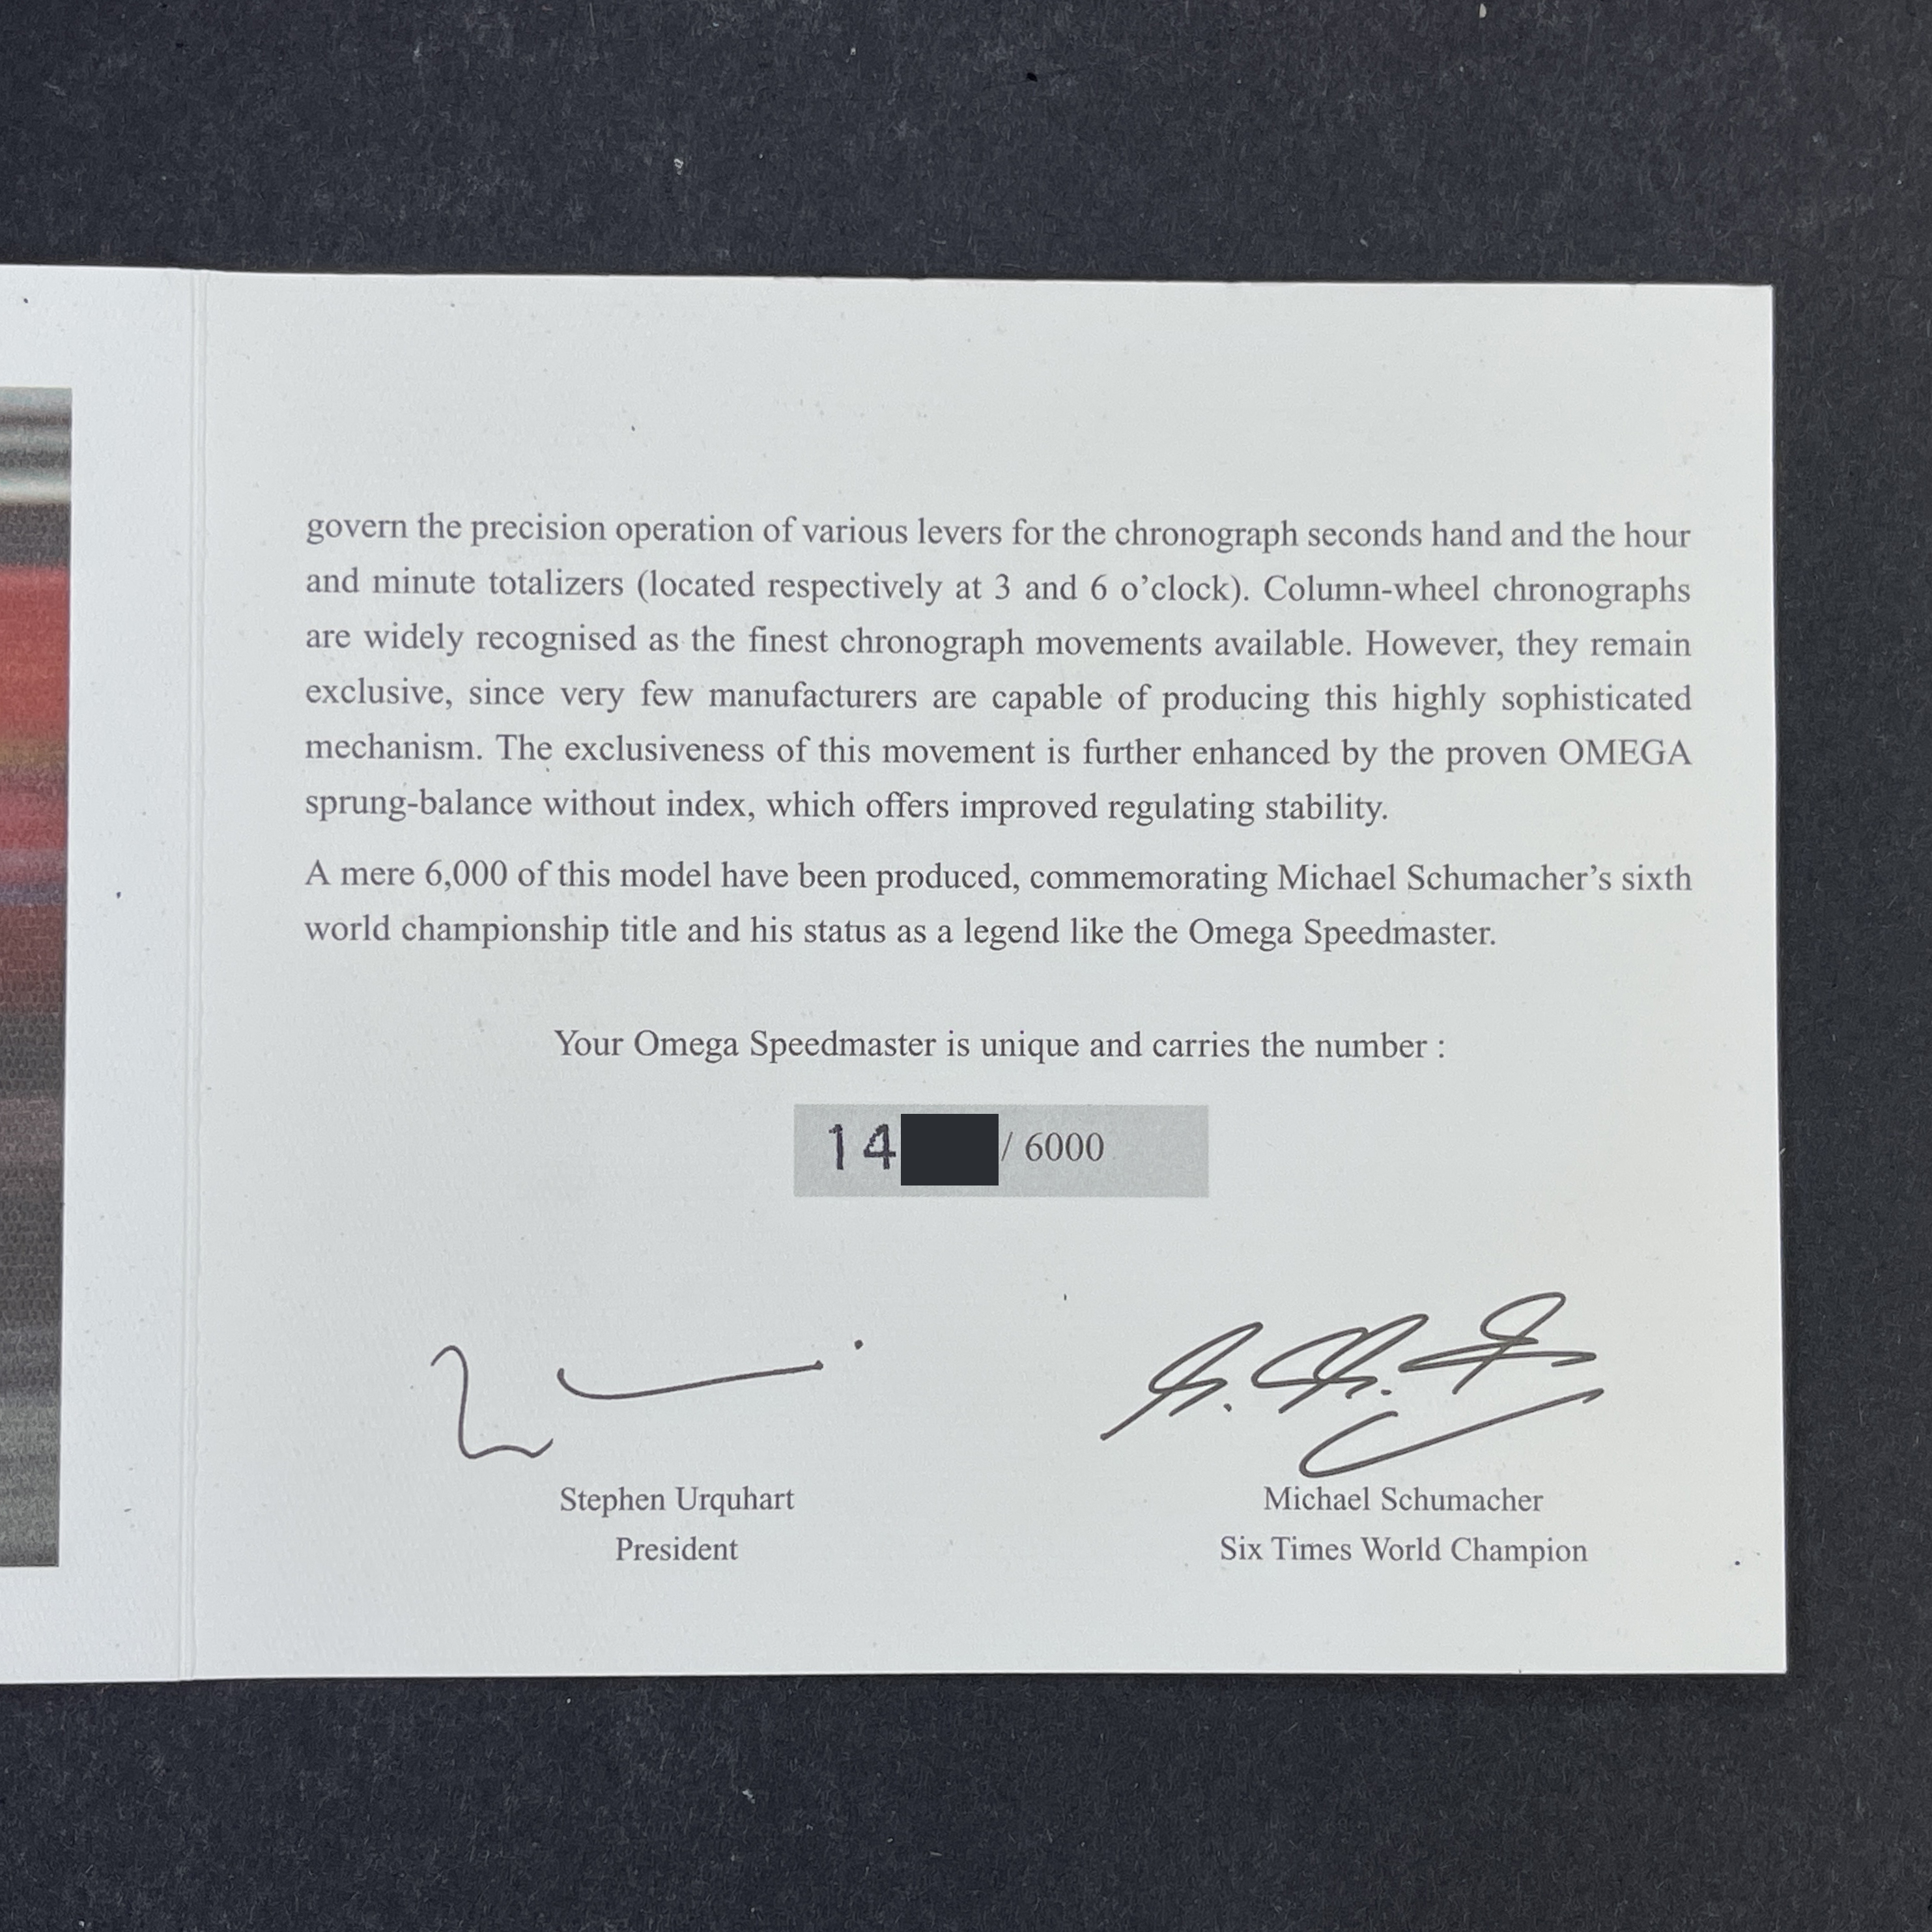 govern the precision operation of various levers for the chronograph seconds hand and the hour
and minute totalizers (located respectively at 3 and 6 o’clock). Column-wheel chronographs
are widely recognised as the finest chronograph movements available. However, they remain
exclusive, since very few manufacturers are capable of producing this highly sophisticated
mechanism. The exclusiveness of this movement is further enhanced by the proven OMEGA
sprung-balance without index, which offers improved regulating stability.
A mere 6,000 of this model have been produced, commemorating Michael Schumacher’s sixth
world championship title and his status as a legend like the Omega Speedmaster.
Your Omega Speedmaster is unique and carries the number :
14 / 6000
Stephen Urquhart
President
Michael Schumacher
Six Times World Champion